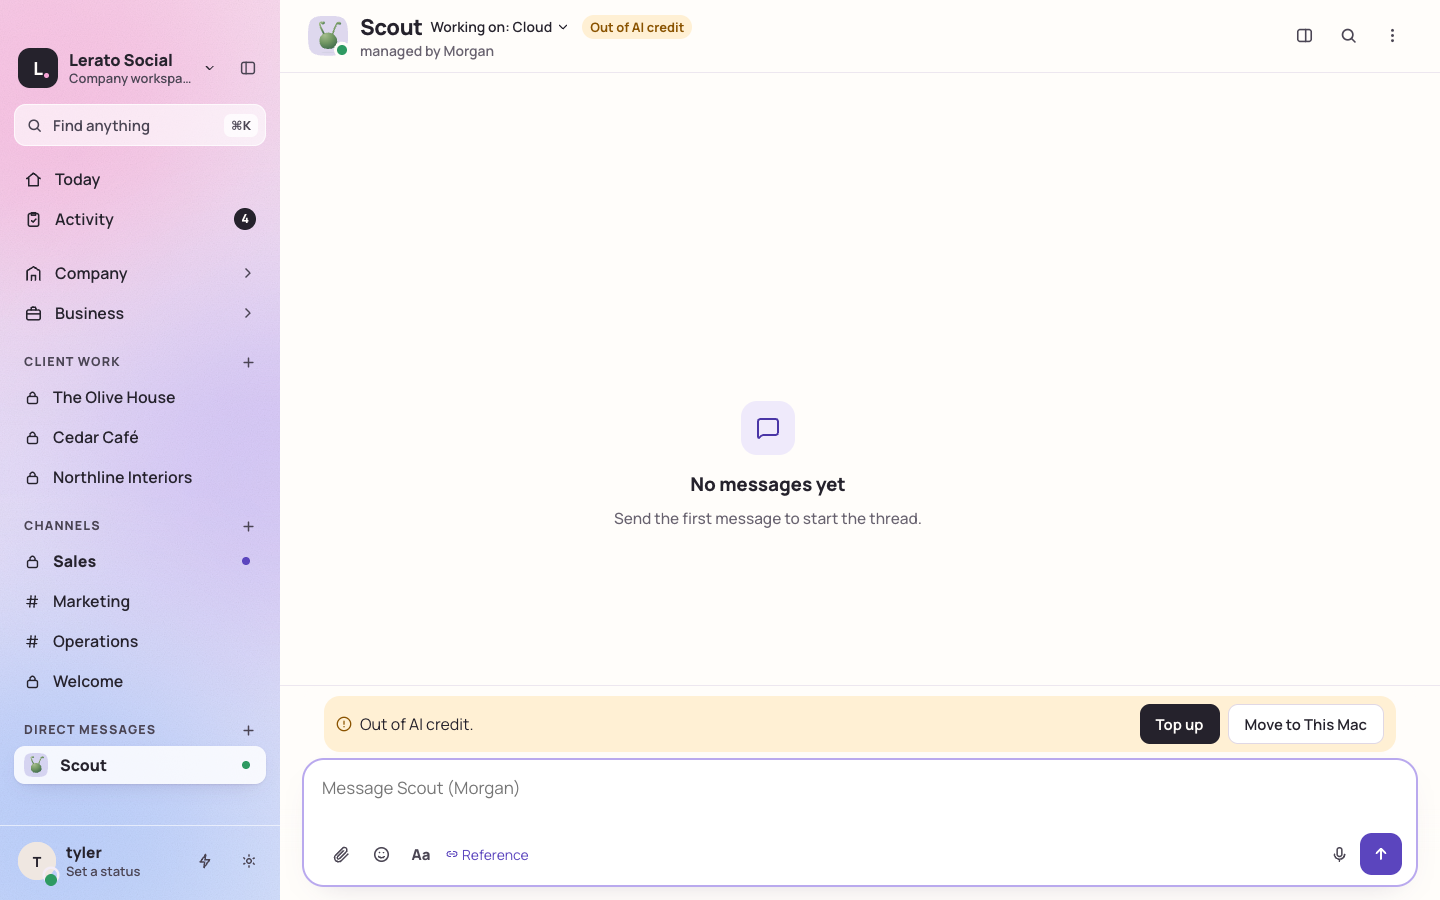 L.
Lerato Social
Company workspa...
Find anything
⌘K
Today
Activity
4
Company
Business
CLIENT WORK
The Olive House
Cedar Café
Northline Interiors
CHANNELS
Sales
Marketing
Operations
Welcome
DIRECT MESSAGES
Scout
T
tyler
Set a status
Scout
Working on: Cloud
Out of AI credit
managed by Morgan
No messages yet
Send the first message to start the thread.
Out of AI credit.
Top up
Move to This Mac
Message Scout (Morgan)
Aa
Reference